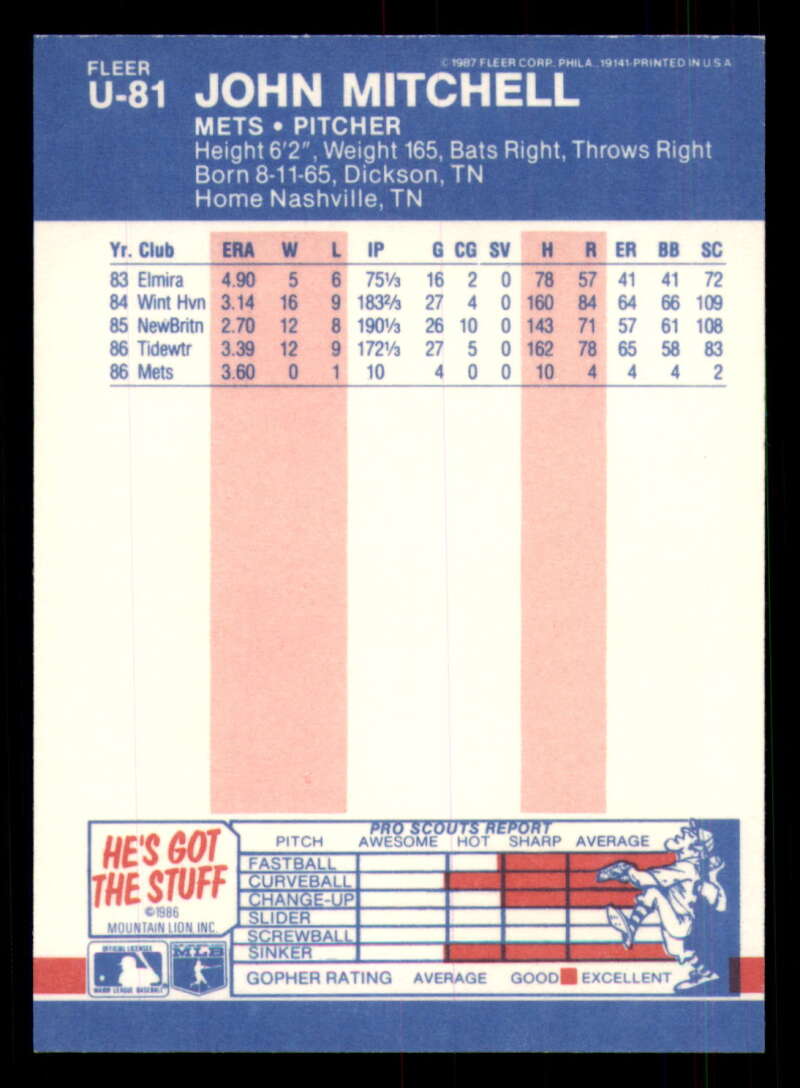 FLEER
U-81 JOHN MITCHELL
©1987 FLEER CORP., PHILA., 19141-PRINTED IN U.S.A
METS • PITCHER
Height 6'2", Weight 165, Bats Right, Throws Right
Born 8-11-65, Dickson, TN
Home Nashville, TN
Yr. Club ERA W L IP G CG SV H R ER BB SC
83 Elmira 4.90 5 6 75⅓ 16 2 0 78 57 41 41 72
84 Wint Hvn 3.14 16 9 183⅔ 27 4 0 160 84 64 66 109
85 NewBritn 2.70 12 8 190⅓ 26 10 0 143 71 57 61 108
86 Tidewtr 3.39 12 9 172⅓ 27 5 0 162 78 65 58 83
86 Mets 3.60 0 1 10 4 0 0 10 4 4 4 2
HE'S GOT
THE STUFF
©1986
MOUNTAIN LION, INC.
OFFICIAL LICENSEE
MAJOR LEAGUE BASEBALL
MLB
PRO SCOUTS REPORT
PITCH AWESOME HOT SHARP AVERAGE
FASTBALL
CURVEBALL
CHANGE-UP
SLIDER
SCREWBALL
SINKER
GOPHER RATING AVERAGE GOOD EXCELLENT